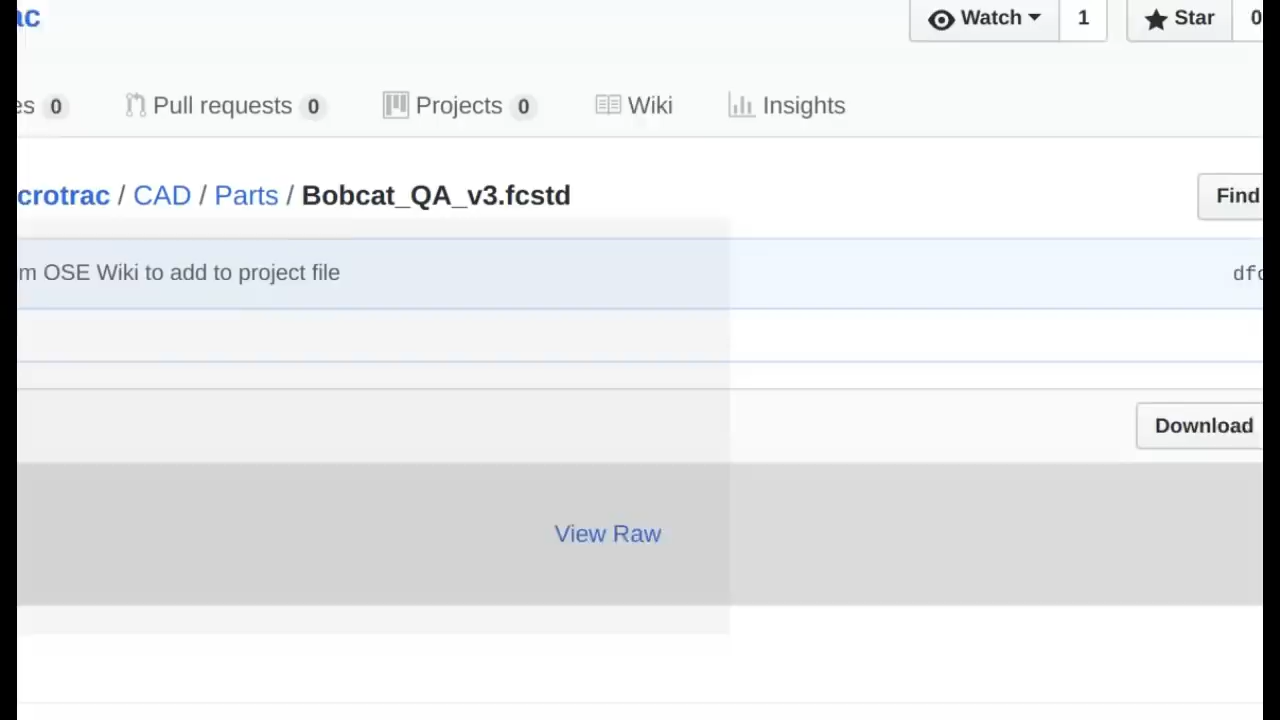 ac
Watch 1 Star 0
es 0 Pull requests 0 Projects 0 Wiki Insights
crotrac / CAD / Parts / Bobcat_QA_v3.fcstd Find
m OSE Wiki to add to project file dfc
Download
View Raw